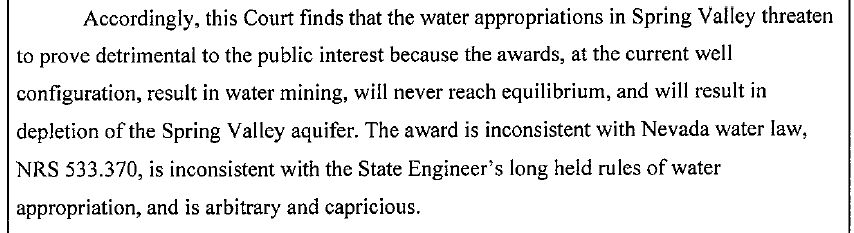 Accordingly, this Court finds that the water appropriations in Spring Valley threaten
to prove detrimental to the public interest because the awards, at the current well
configuration, result in water mining, will never reach equilibrium, and will result in
depletion of the Spring Valley aquifer. The award is inconsistent with Nevada water law,
NRS 533.370, is inconsistent with the State Engineer's long held rules of water
appropriation, and is arbitrary and capricious.